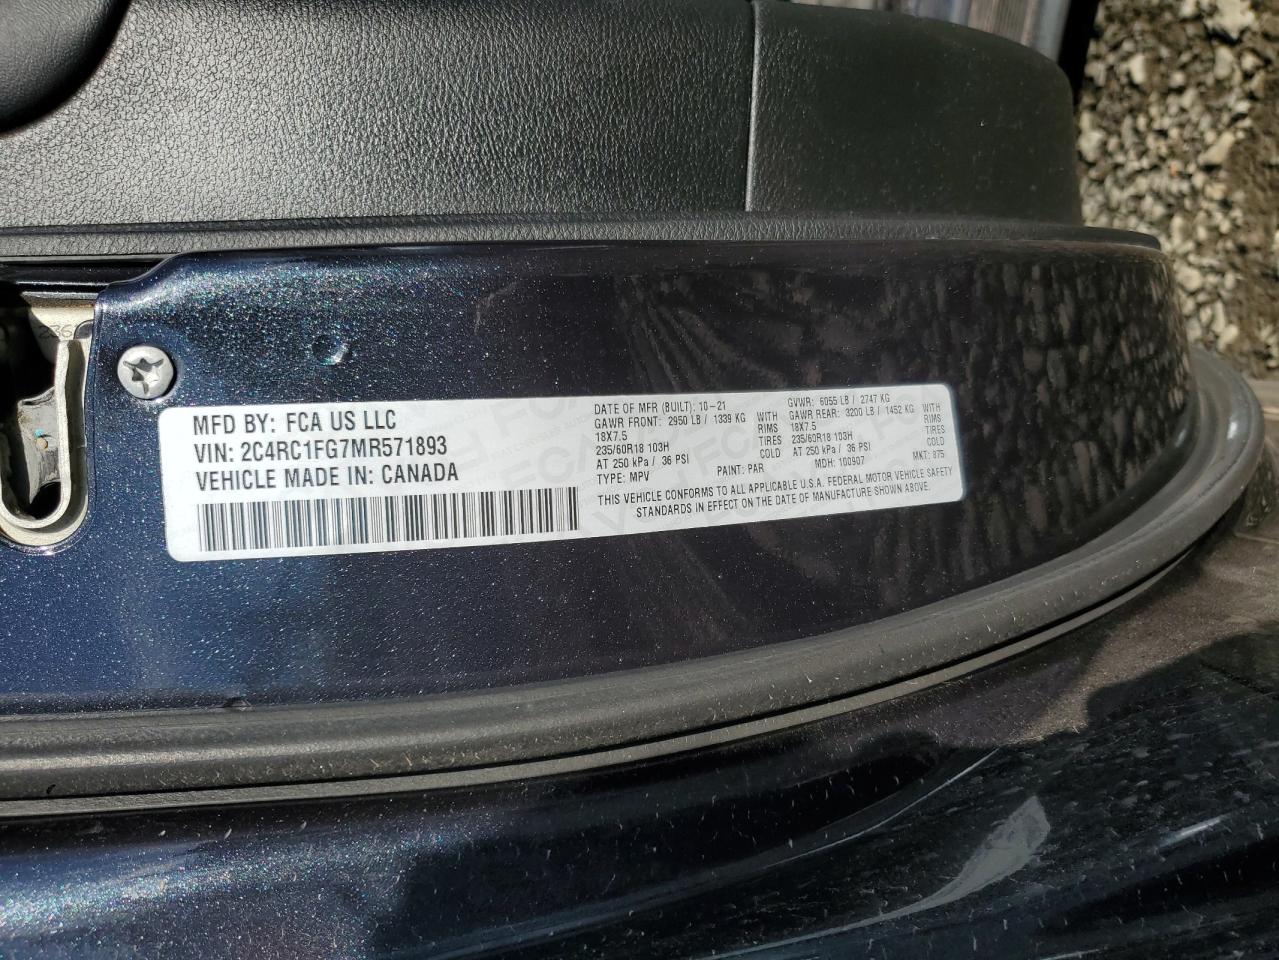 236
MFD BY: FCA US LLC
VIN: 2C4RC1FG7MR571893
VEHICLE MADE IN: CANADA
DATE OF MFR (BUILT): 10-21 GVWR: 6055 LB / 2747 KG
GAWR FRONT: 2950 LB / 1339 KG WITH GAWR REAR: 3200 LB / 1452 KG WITH
18X7.5 RIMS 18X7.5 RIMS
235/60R18 103H TIRES 235/60R18 103H TIRES
AT 250 kPa / 36 PSI COLD AT 250 kPa / 36 PSI COLD
TYPE: MPV PAINT: PAR MDH: 100907 MKT: 875
THIS VEHICLE CONFORMS TO ALL APPLICABLE U.S.A. FEDERAL MOTOR VEHICLE SAFETY
STANDARDS IN EFFECT ON THE DATE OF MANUFACTURE SHOWN ABOVE.